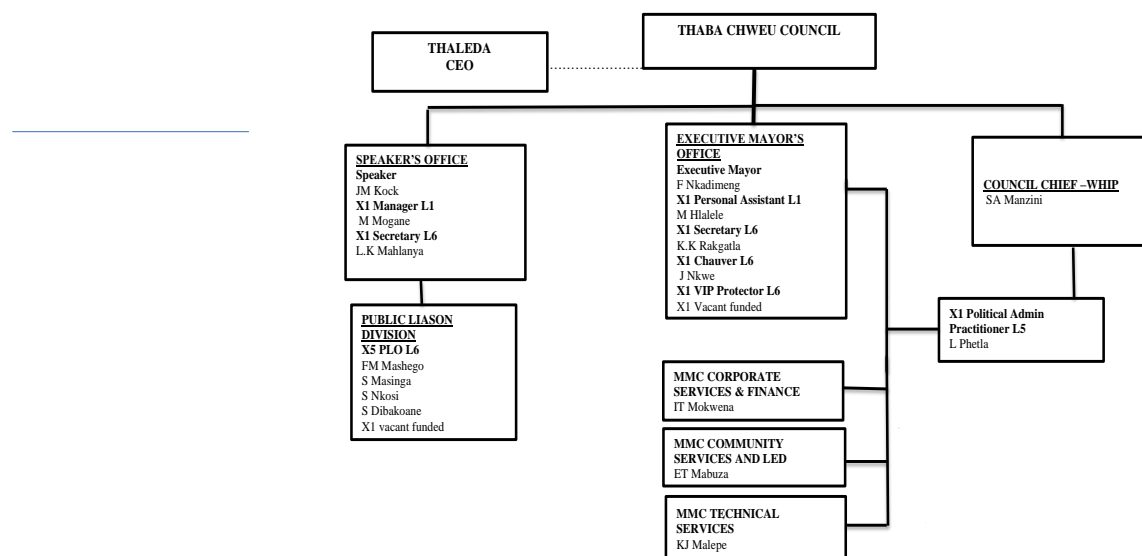 THALEDA
CEO
THABA CHWEU COUNCIL
SPEAKER'S OFFICE
Speaker
JM Kock
X1 Manager L1
M Mogane
X1 Secretary L6
L.K Mahlanya
PUBLIC LIASON
DIVISION
X5 PLO L6
FM Mashego
S Masinga
S Nkosi
S Dibakoane
X1 vacant funded
EXECUTIVE MAYOR'S
OFFICE
Executive Mayor
F Nkadimeng
X1 Personal Assistant L1
M Hlalele
X1 Secretary L6
K.K Rakgatla
X1 Chauver L6
J Nkwe
X1 VIP Protector L6
X1 Vacant funded
COUNCIL CHIEF –WHIP
SA Manzini
X1 Political Admin
Practitioner L5
L Phetla
MMC CORPORATE
SERVICES & FINANCE
IT Mokwena
MMC COMMUNITY
SERVICES AND LED
ET Mabuza
MMC TECHNICAL
SERVICES
KJ Malepe